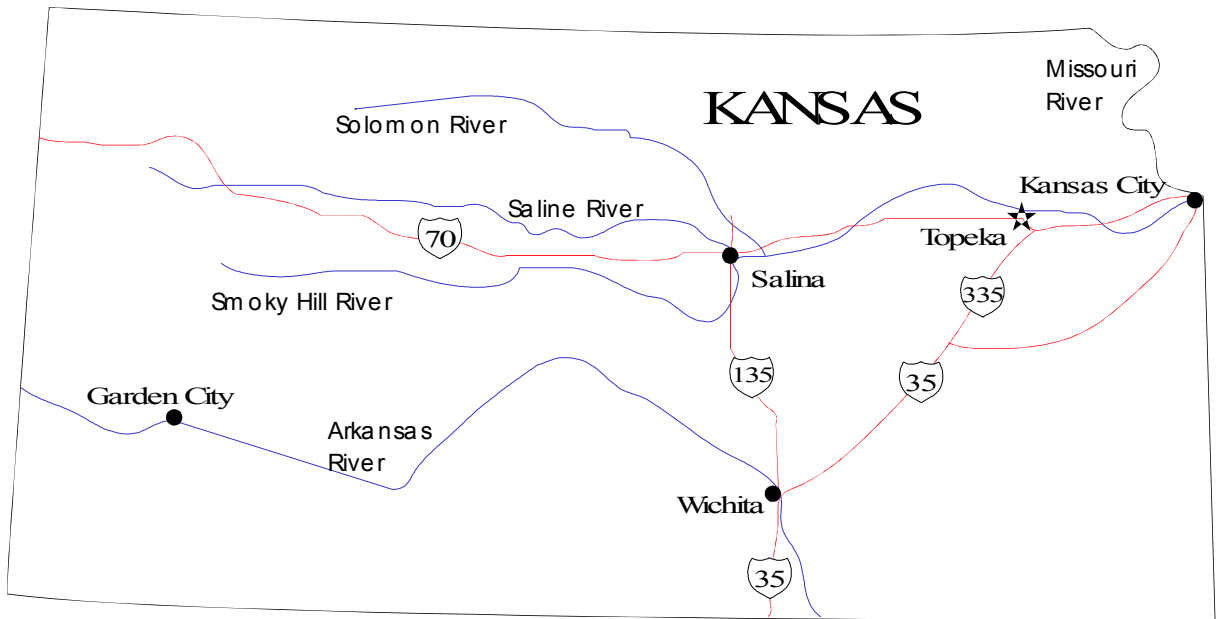 Missouri
River
KANSAS
Solomon River
Kansas City
Saline River
70
Topeka
Salina
Smoky Hill River
335
135
35
Garden City
Arkansas
River
Wichita
35